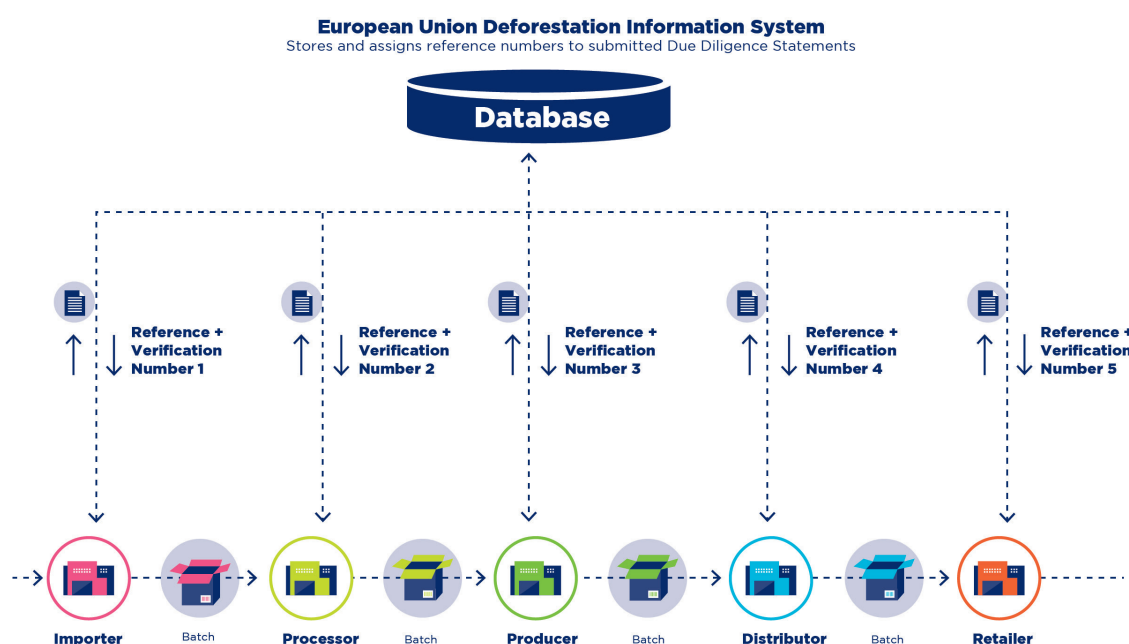 European Union Deforestation Information System
Stores and assigns reference numbers to submitted Due Diligence Statements
Database
Reference +
Verification
Number 1
Reference +
Verification
Number 2
Reference +
Verification
Number 3
Reference +
Verification
Number 4
Reference +
Verification
Number 5
Importer
Batch
Processor
Batch
Producer
Batch
Distributor
Batch
Retailer